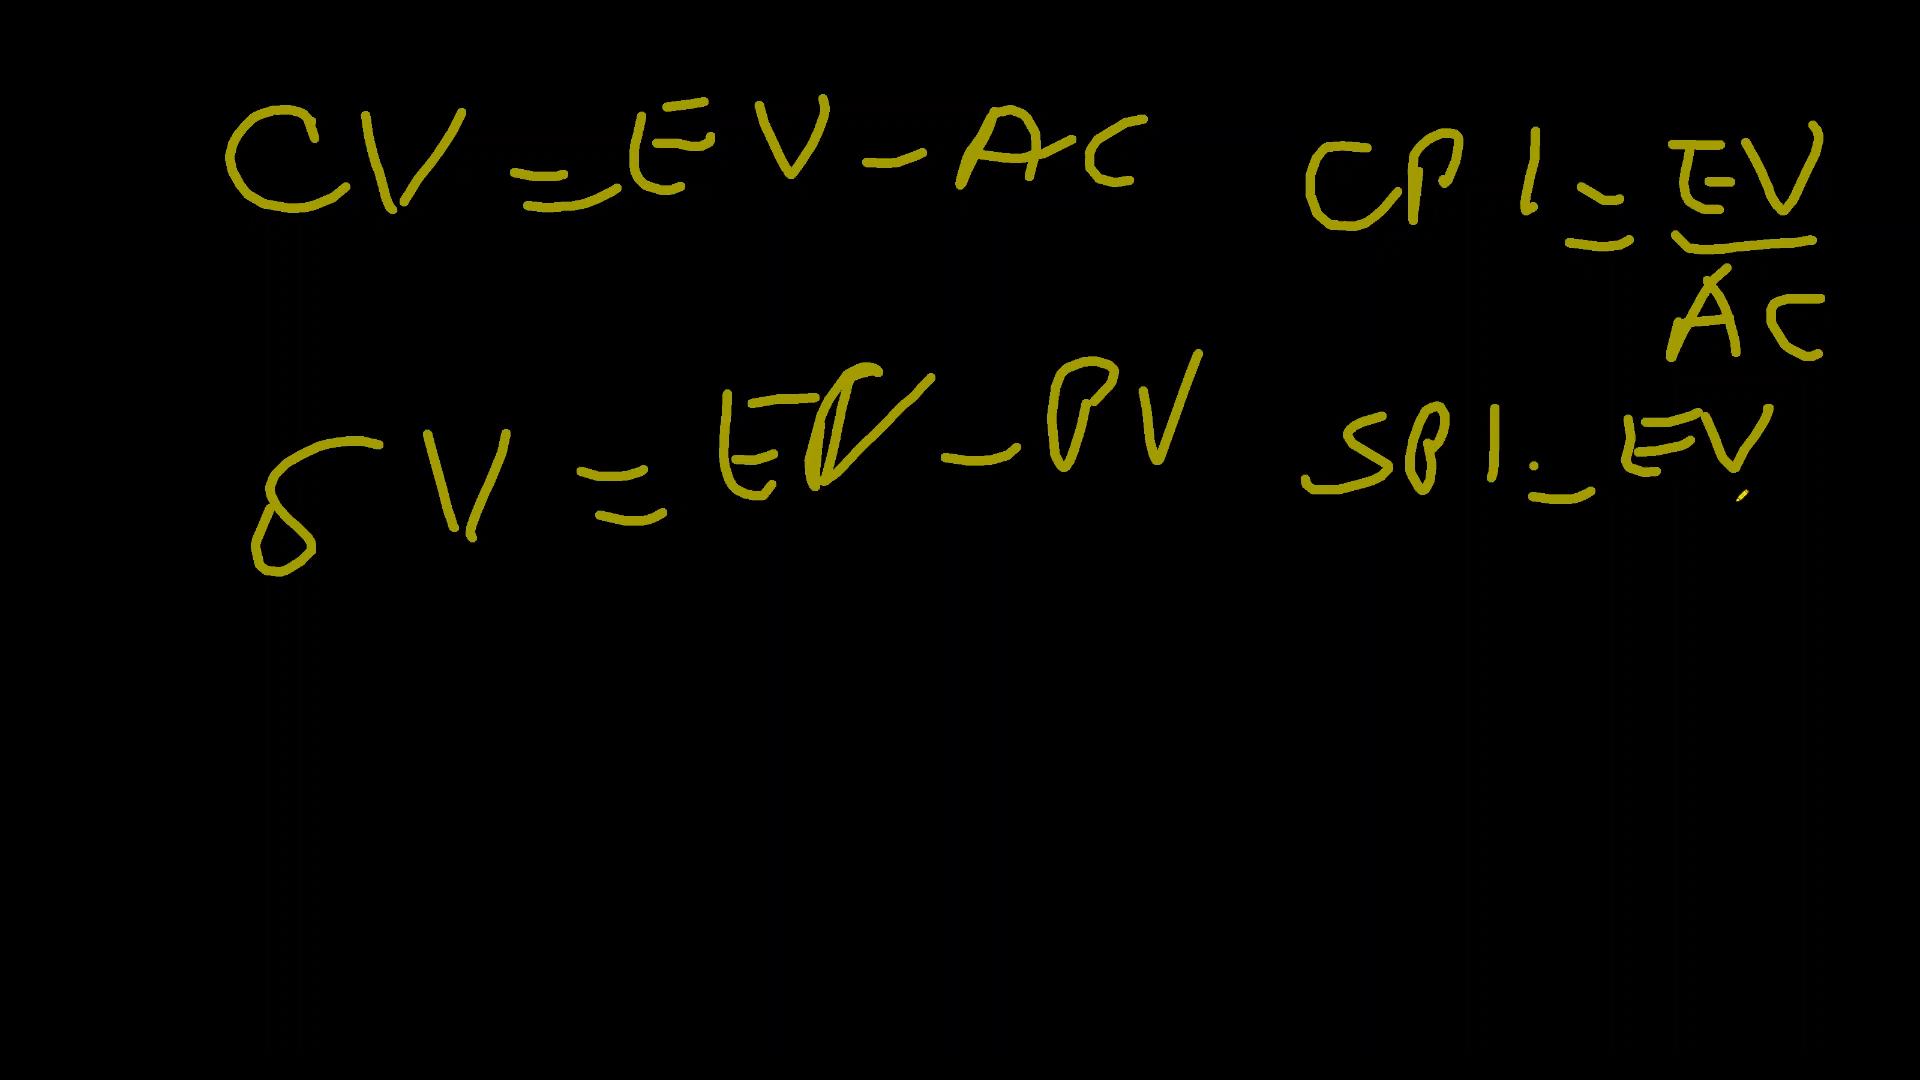 CV = EV - AC CPI = EV
AC
SV = EV - PV SPI = EV